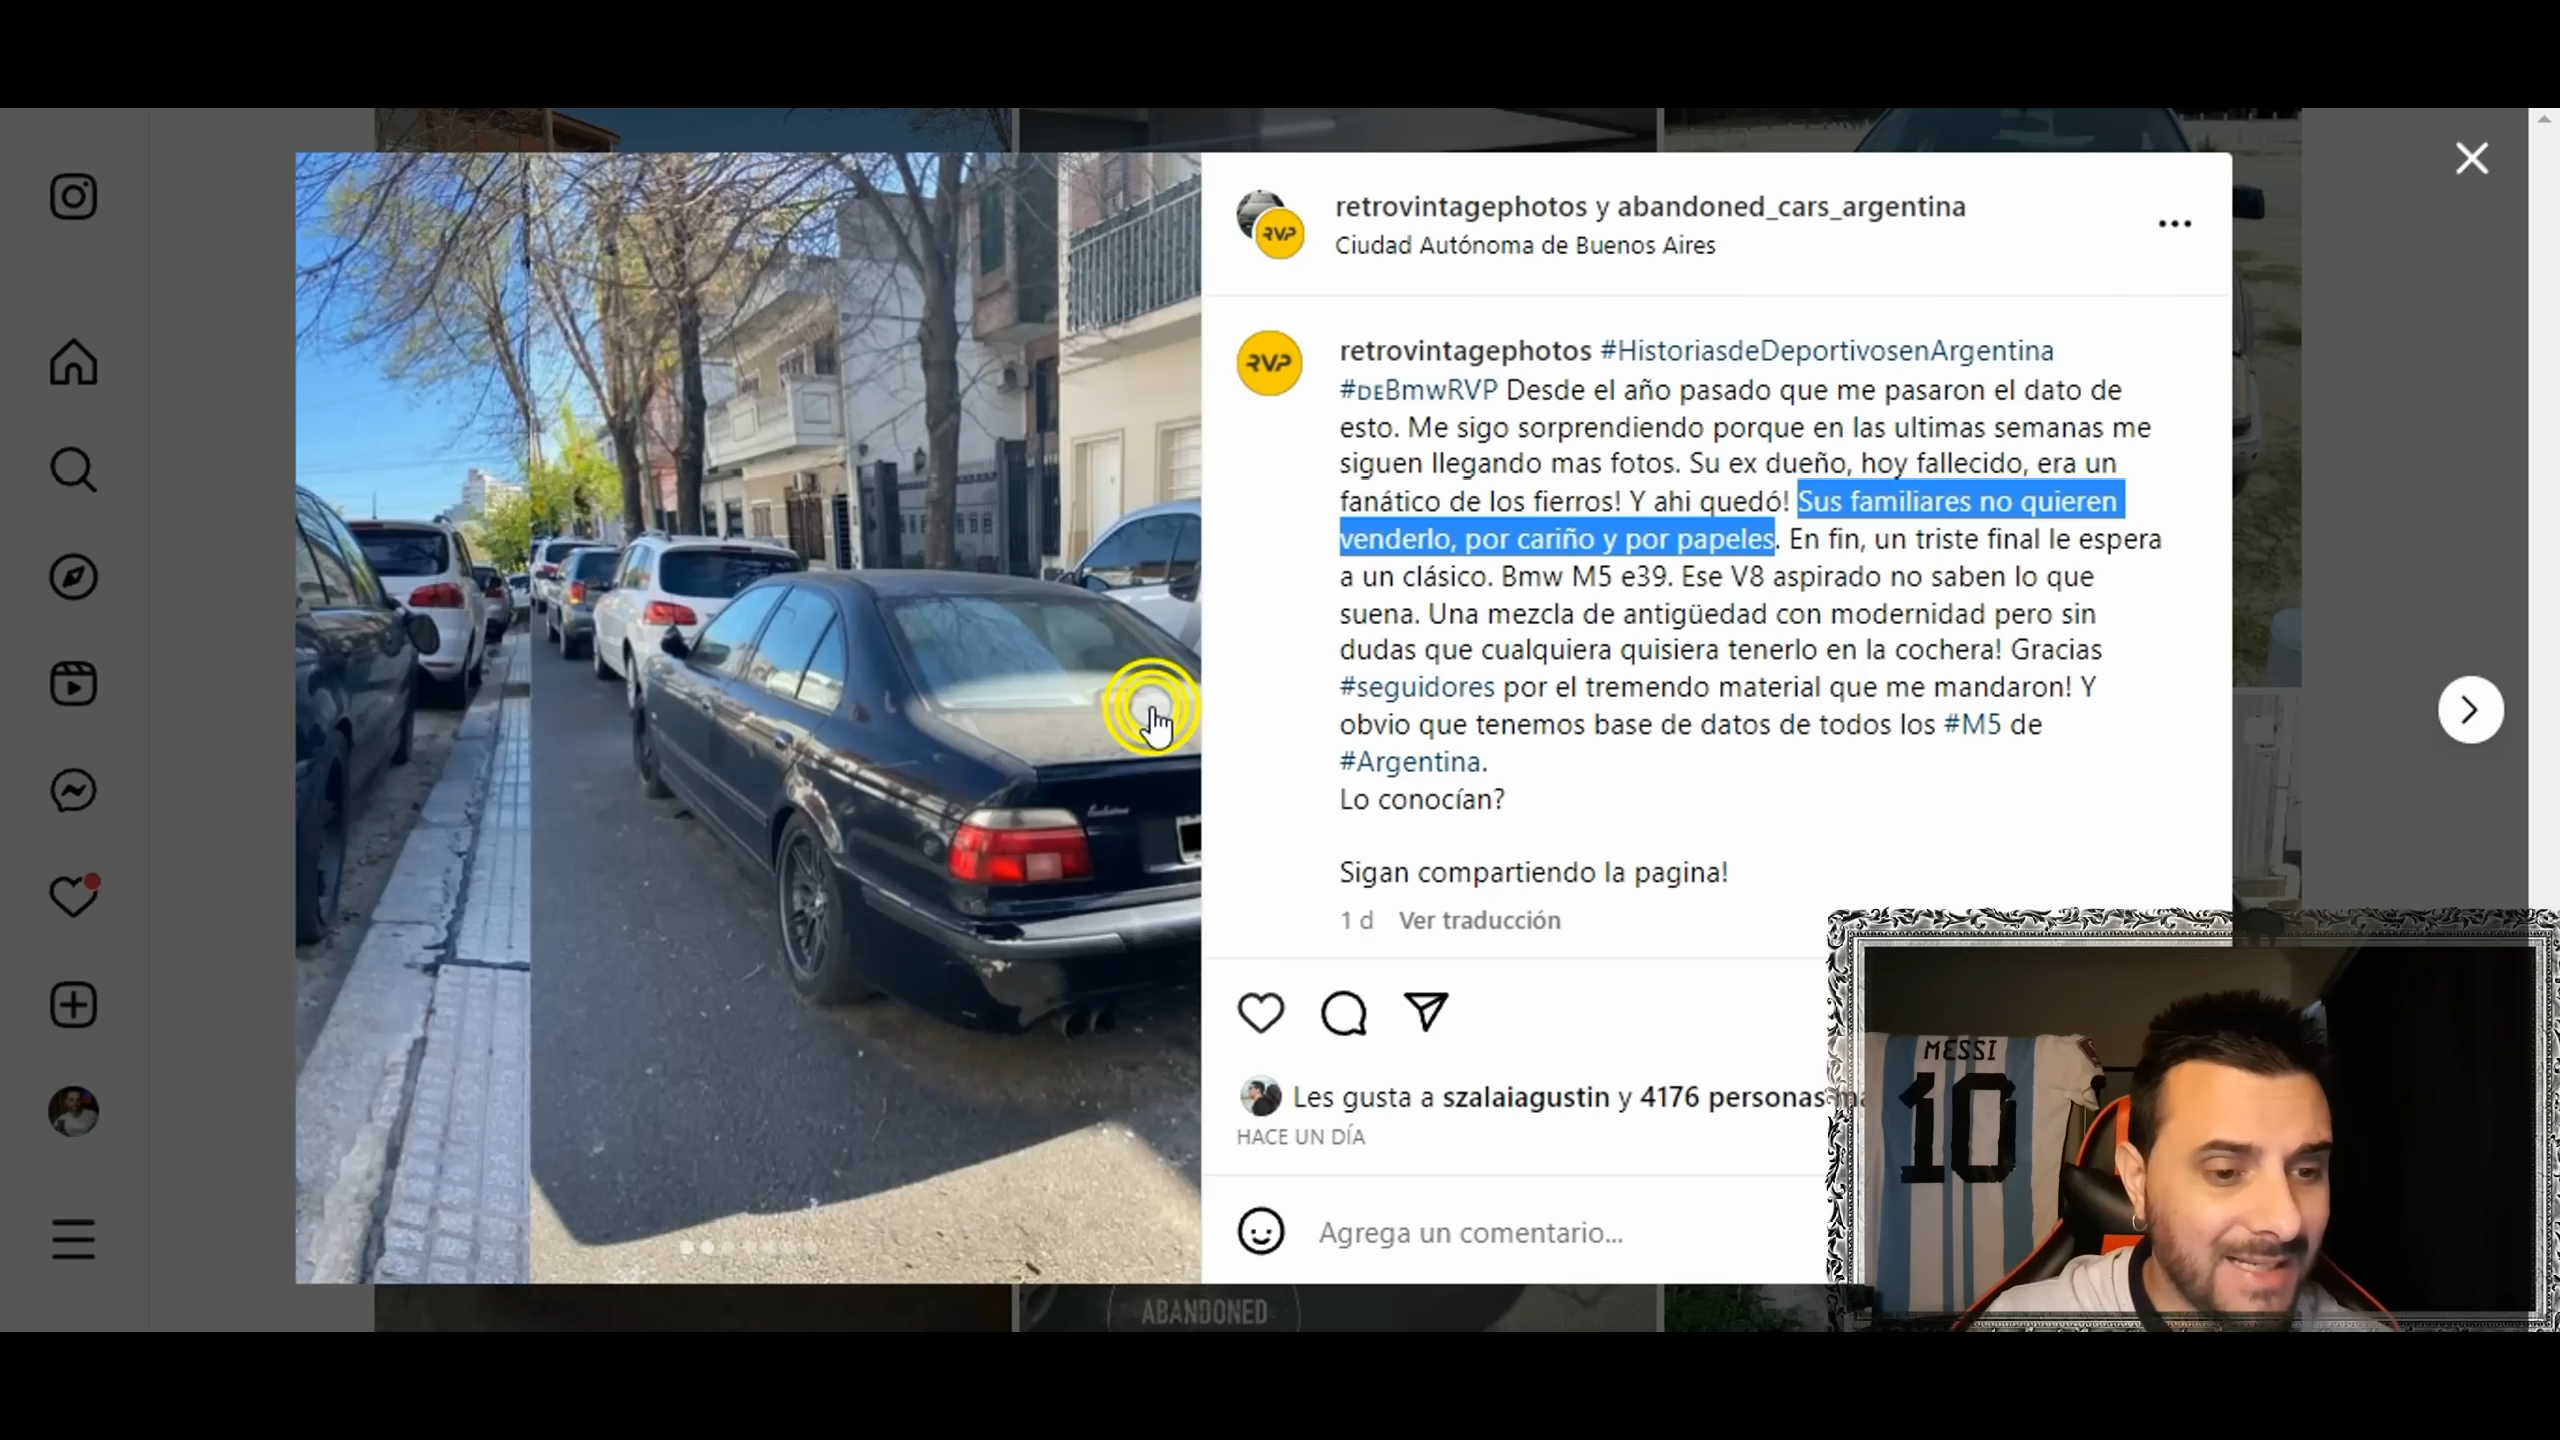 retrovintagephotos y abandoned_cars_argentina
RVP
Ciudad Autónoma de Buenos Aires
RVP
retrovintagephotos #HistoriasdeDeportivosenArgentina
#ᴅᴇBmwRVP Desde el año pasado que me pasaron el dato de
esto. Me sigo sorprendiendo porque en las ultimas semanas me
siguen llegando mas fotos. Su ex dueño, hoy fallecido, era un
fanático de los fierros! Y ahi quedó! Sus familiares no quieren
venderlo, por cariño y por papeles. En fin, un triste final le espera
a un clásico. Bmw M5 e39. Ese V8 aspirado no saben lo que
suena. Una mezcla de antigüedad con modernidad pero sin
dudas que cualquiera quisiera tenerlo en la cochera! Gracias
#seguidores por el tremendo material que me mandaron! Y
obvio que tenemos base de datos de todos los #M5 de
#Argentina.
Lo conocían?
Sigan compartiendo la pagina!
1 d Ver traducción
Les gusta a szalaiagustin y 4176 personas
HACE UN DÍA
Agrega un comentario...
MESSI
10
ABANDONED